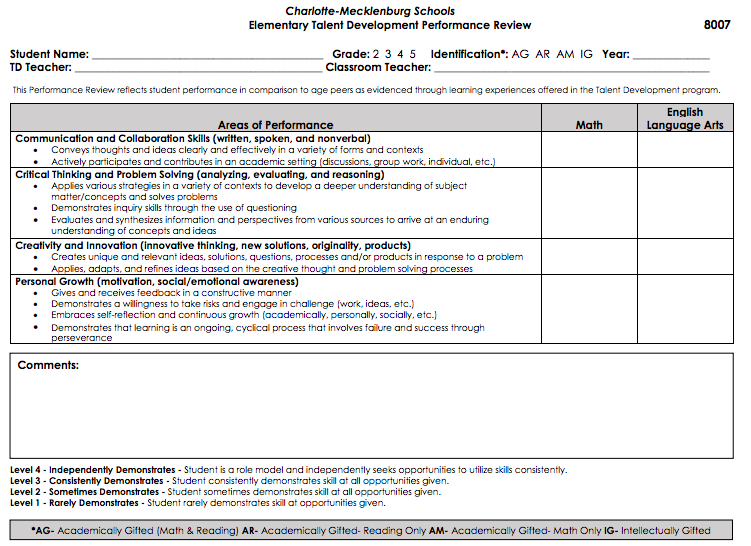 Charlotte-Mecklenburg Schools
Elementary Talent Development Performance Review 8007
Student Name: ___________________________________ Grade: 2 3 4 5 Identification*: AG AR AM IG Year: ____________
TD Teacher: ______________________________________ Classroom Teacher: __________________________________________
This Performance Review reflects student performance in comparison to age peers as evidenced through learning experiences offered in the Talent Development program.
Areas of Performance Math English Language Arts
Communication and Collaboration Skills (written, spoken, and nonverbal)
• Conveys thoughts and ideas clearly and effectively in a variety of forms and contexts
• Actively participates and contributes in an academic setting (discussions, group work, individual, etc.)
Critical Thinking and Problem Solving (analyzing, evaluating, and reasoning)
• Applies various strategies in a variety of contexts to develop a deeper understanding of subject
matter/concepts and solves problems
• Demonstrates inquiry skills through the use of questioning
• Evaluates and synthesizes information and perspectives from various sources to arrive at an enduring
understanding of concepts and ideas
Creativity and Innovation (innovative thinking, new solutions, originality, products)
• Creates unique and relevant ideas, solutions, questions, processes and/or products in response to a problem
• Applies, adapts, and refines ideas based on the creative thought and problem solving processes
Personal Growth (motivation, social/emotional awareness)
• Gives and receives feedback in a constructive manner
• Demonstrates a willingness to take risks and engage in challenge (work, ideas, etc.)
• Embraces self-reflection and continuous growth (academically, personally, socially, etc.)
• Demonstrates that learning is an ongoing, cyclical process that involves failure and success through
perseverance
Comments:
Level 4 - Independently Demonstrates - Student is a role model and independently seeks opportunities to utilize skills consistently.
Level 3 - Consistently Demonstrates - Student consistently demonstrates skill at all opportunities given.
Level 2 - Sometimes Demonstrates - Student sometimes demonstrates skill at all opportunities given.
Level 1 - Rarely Demonstrates - Student rarely demonstrates skill at all opportunities given.
*AG- Academically Gifted (Math & Reading) AR- Academically Gifted- Reading Only AM- Academically Gifted- Math Only IG- Intellectually Gifted